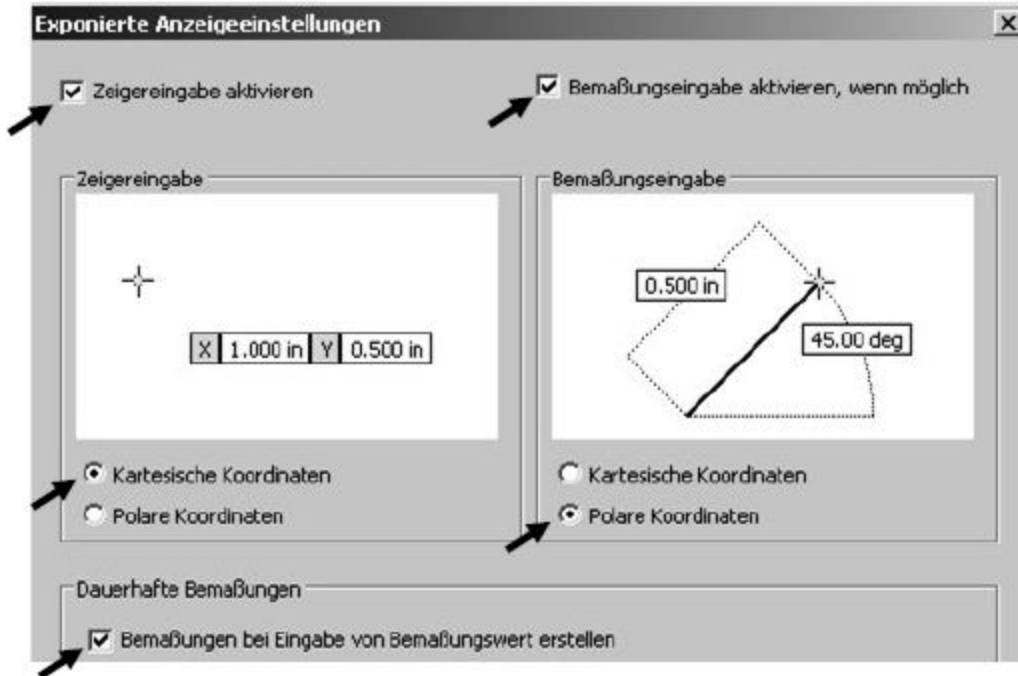 Exponierte Anzeigeeinstellungen
Zeigereingabe aktivieren
Bemaßungseingabe aktivieren, wenn möglich
Zeigereingabe
X 1.000 in Y 0.500 in
Kartesische Koordinaten
Polare Koordinaten
Bemaßungseingabe
0.500 in
45.00 deg
Kartesische Koordinaten
Polare Koordinaten
Dauerhafte Bemaßungen
Bemaßungen bei Eingabe von Bemaßungswert erstellen